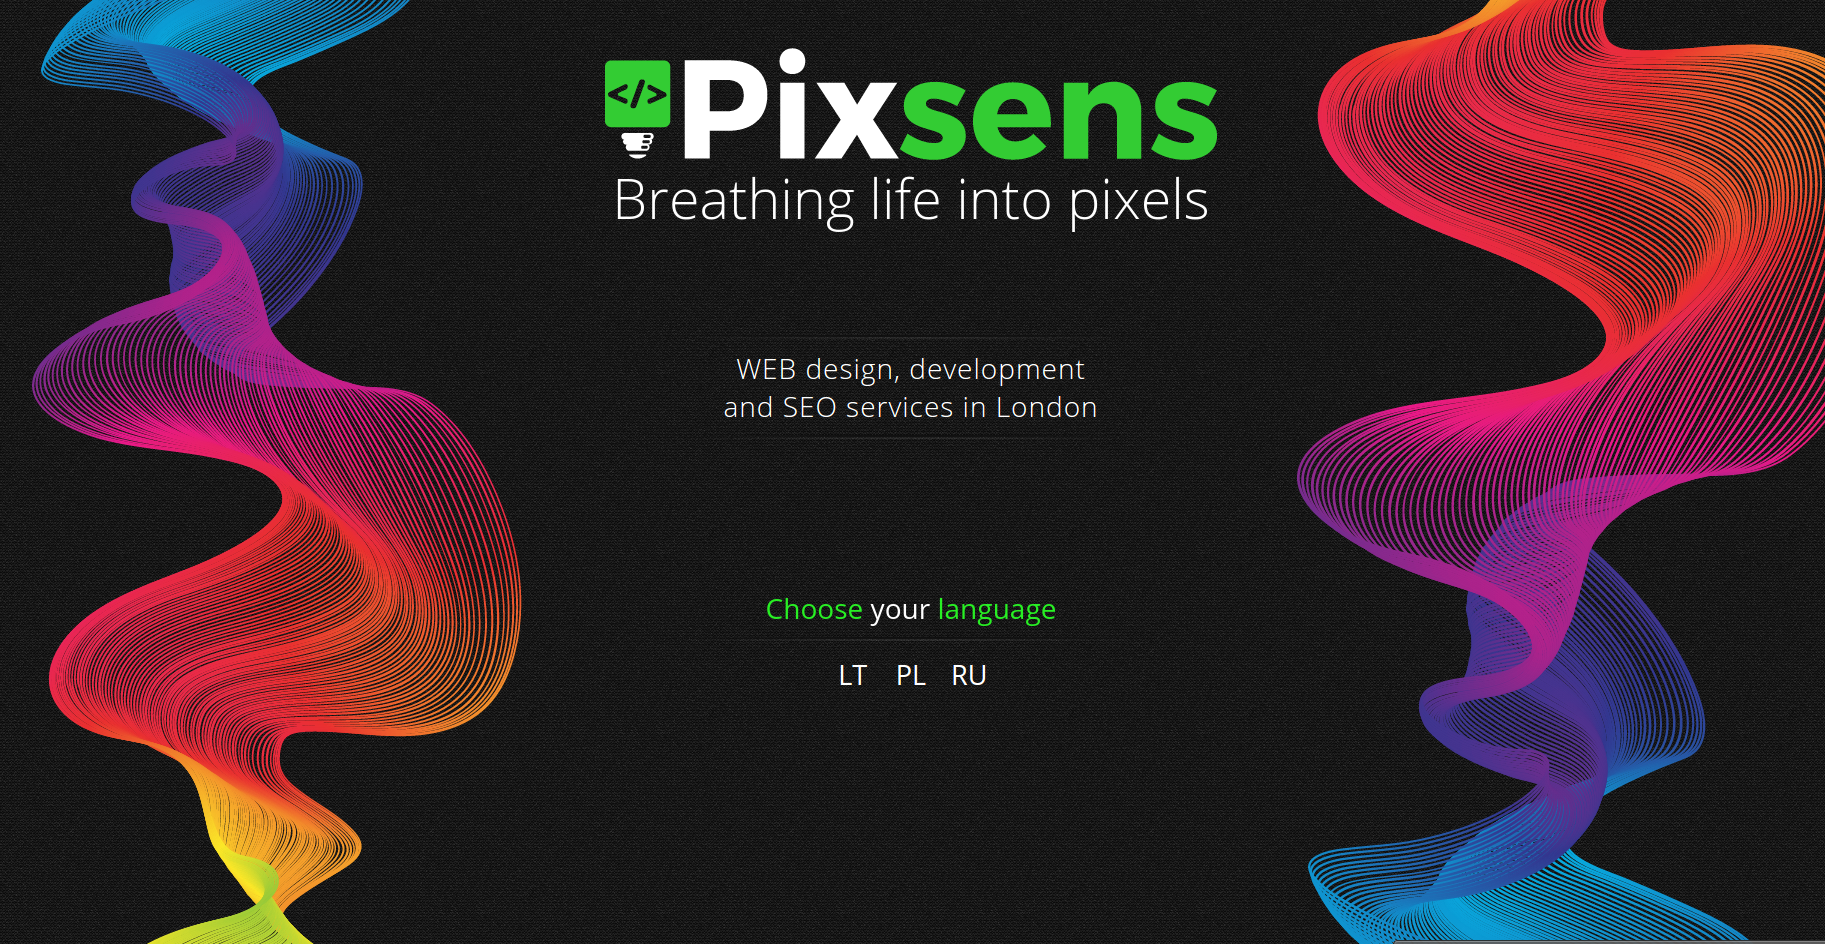 </>
Pixsens
Breathing life into pixels
WEB design, development
and SEO services in London
Choose your language
LT PL RU